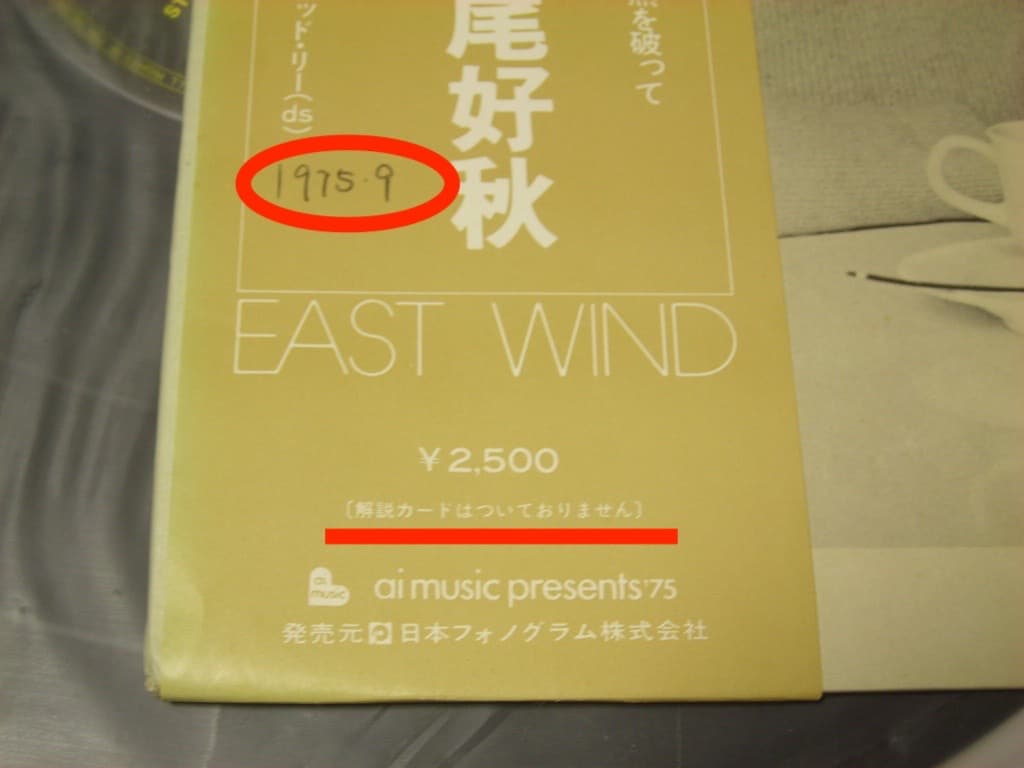 を破って
尾好秋
ッド・リー(ds)
1975.9
EAST WIND
¥2,500
〔解説カードはついておりません〕
ai music
ai music presents'75
発売元 日本フォノグラム株式会社